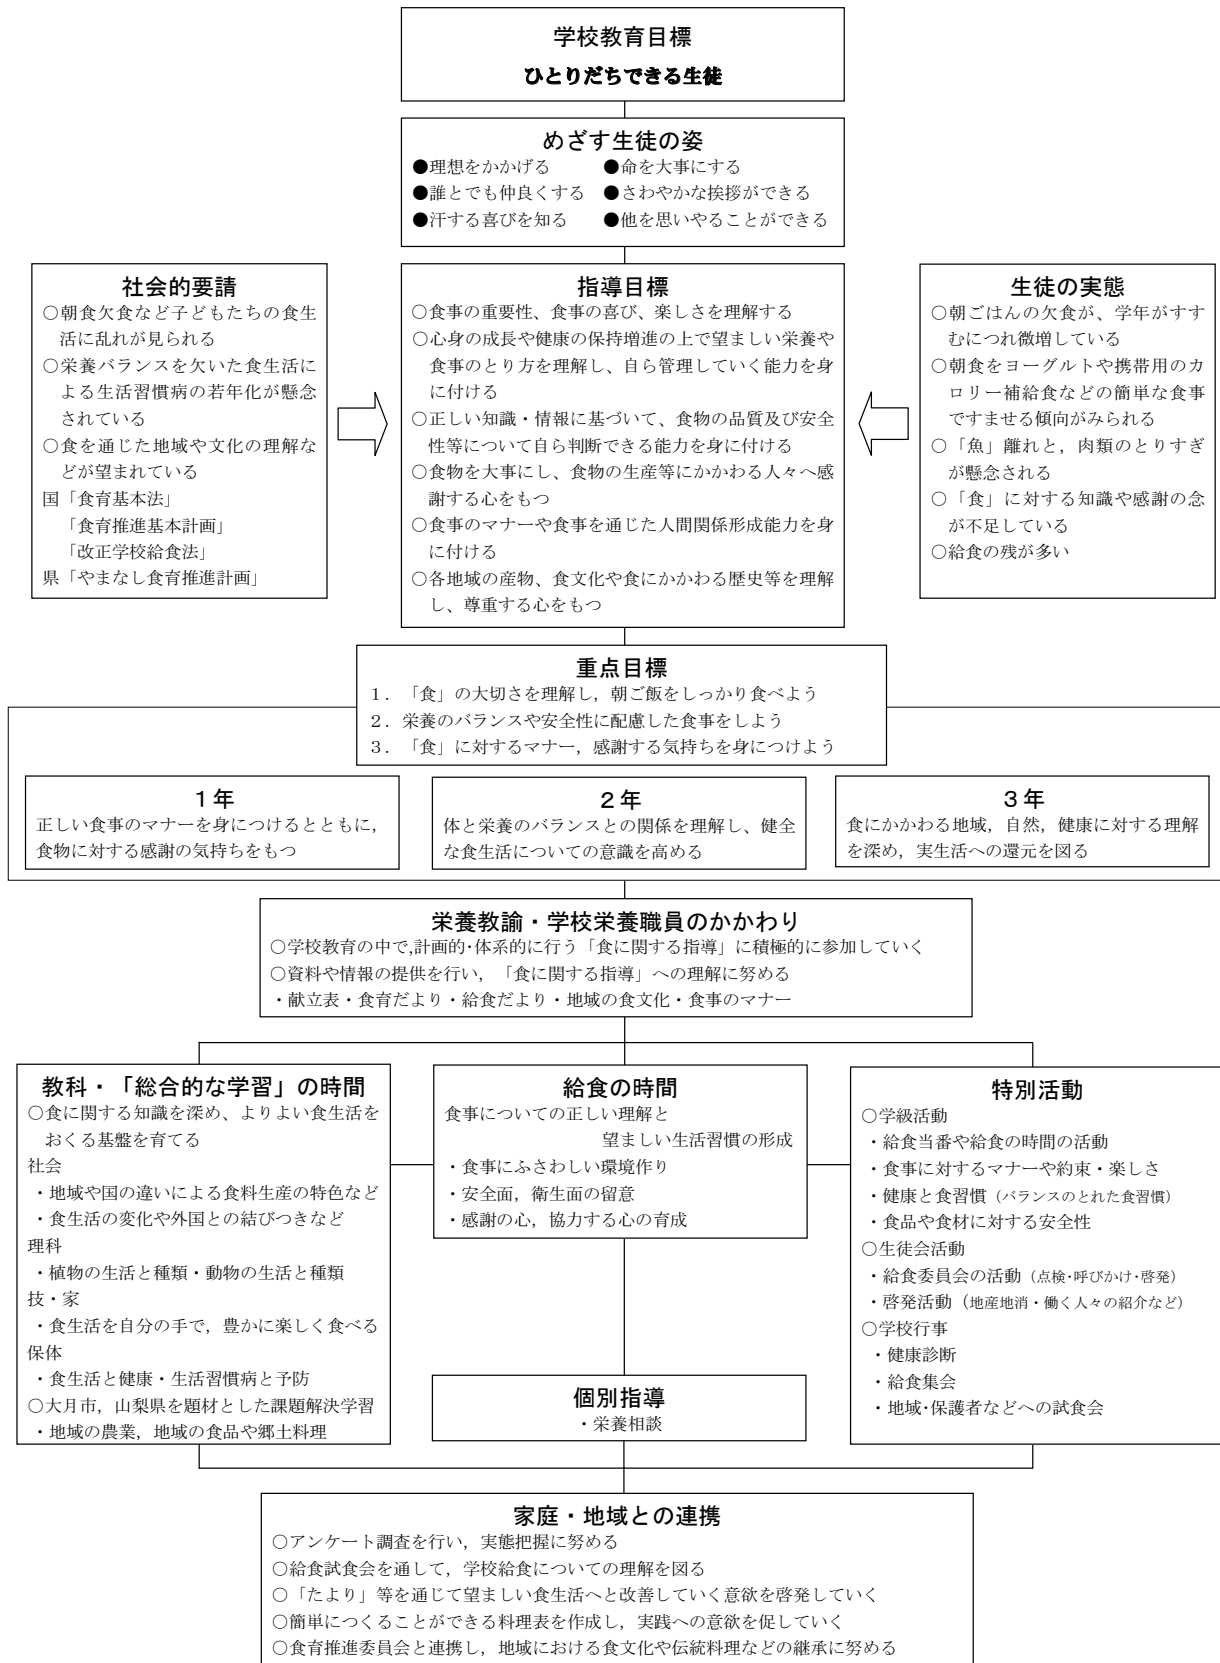 学校教育目標
ひとりだちできる生徒
めざす生徒の姿
●理想をかかげる　●命を大事にする
●誰とでも仲良くする　●さわやかな挨拶ができる
●汗する喜びを知る　●他を思いやることができる
社会的要請
○朝食欠食など子どもたちの食生
活に乱れが見られる
○栄養バランスを欠いた食生活に
よる生活習慣病の若年化が懸念
されている
○食を通じた地域や文化の理解な
どが望まれている
国「食育基本法」
「食育推進基本計画」
「改正学校給食法」
県「やまなし食育推進計画」
指導目標
○食事の重要性、食事の喜び、楽しさを理解する
○心身の成長や健康の保持増進の上で望ましい栄養や
食事のとり方を理解し、自ら管理していく能力を身
に付ける
○正しい知識・情報に基づいて、食物の品質及び安全
性等について自ら判断できる能力を身に付ける
○食物を大事にし、食物の生産等にかかわる人々へ感
謝する心をもつ
○食事のマナーや食事を通じた人間関係形成能力を身
に付ける
○各地域の産物、食文化や食にかかわる歴史等を理解
し、尊重する心をもつ
生徒の実態
○朝ごはんの欠食が、学年がすす
むにつれ微増している
○朝食をヨーグルトや携帯用のカ
ロリー補給食などの簡単な食事
ですませる傾向がみられる
○「魚」離れと，肉類のとりすぎ
が懸念される
○「食」に対する知識や感謝の念
が不足している
○給食の残が多い
重点目標
１．「食」の大切さを理解し，朝ご飯をしっかり食べよう
２．栄養のバランスや安全性に配慮した食事をしよう
３．「食」に対するマナー，感謝する気持ちを身につけよう
１年
正しい食事のマナーを身につけるとともに，
食物に対する感謝の気持ちをもつ
２年
体と栄養のバランスとの関係を理解し、健全
な食生活についての意識を高める
３年
食にかかわる地域，自然，健康に対する理解
を深め，実生活への還元を図る
栄養教諭・学校栄養職員のかかわり
○学校教育の中で,計画的･体系的に行う「食に関する指導」に積極的に参加していく
○資料や情報の提供を行い，「食に関する指導」への理解に努める
・献立表・食育だより・給食だより・地域の食文化・食事のマナー
教科・「総合的な学習」の時間
○食に関する知識を深め、よりよい食生活を
おくる基盤を育てる
社会
・地域や国の違いによる食料生産の特色など
・食生活の変化や外国との結びつきなど
理科
・植物の生活と種類・動物の生活と種類
技・家
・食生活を自分の手で，豊かに楽しく食べる
保体
・食生活と健康・生活習慣病と予防
○大月市，山梨県を題材とした課題解決学習
・地域の農業，地域の食品や郷土料理
給食の時間
食事についての正しい理解と
望ましい生活習慣の形成
・食事にふさわしい環境作り
・安全面，衛生面の留意
・感謝の心，協力する心の育成
個別指導
・栄養相談
特別活動
○学級活動
・給食当番や給食の時間の活動
・食事に対するマナーや約束・楽しさ
・健康と食習慣（バランスのとれた食習慣）
・食品や食材に対する安全性
○生徒会活動
・給食委員会の活動（点検･呼びかけ･啓発）
・啓発活動（地産地消・働く人々の紹介など）
○学校行事
・健康診断
・給食集会
・地域･保護者などへの試食会
家庭・地域との連携
○アンケート調査を行い，実態把握に努める
○給食試食会を通して，学校給食についての理解を図る
○「たより」等を通じて望ましい食生活へと改善していく意欲を啓発していく
○簡単につくることができる料理表を作成し，実践への意欲を促していく
○食育推進委員会と連携し，地域における食文化や伝統料理などの継承に努める